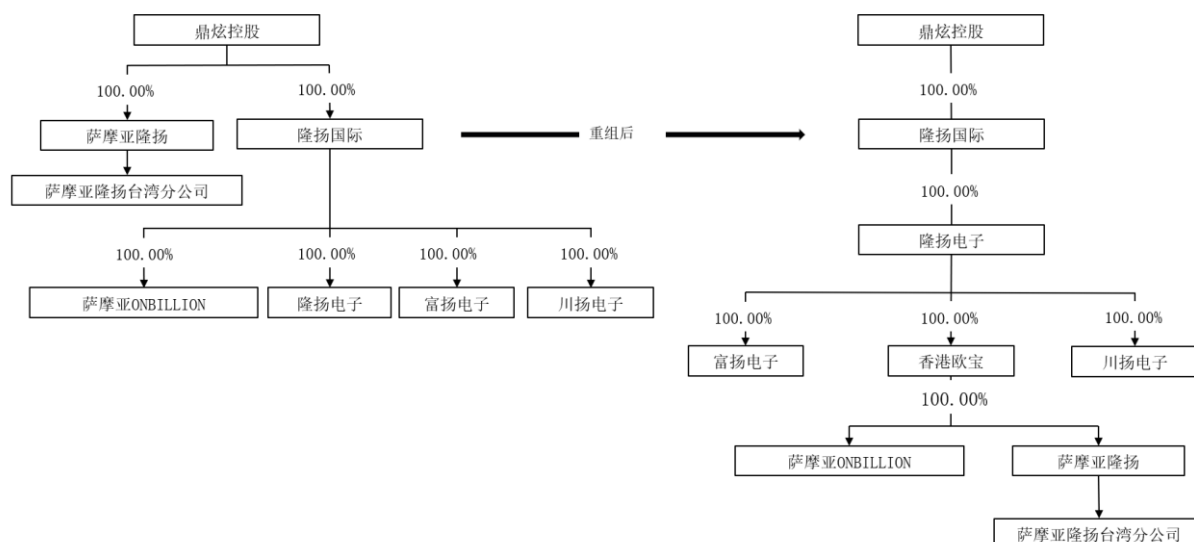 鼎炫控股
鼎炫控股
100.00%
100.00%
100.00%
萨摩亚隆扬
隆扬国际
重组后
隆扬国际
萨摩亚隆扬台湾分公司
100.00%
隆扬电子
100.00%
100.00%
100.00%
100.00%
萨摩亚ONBILLION
隆扬电子
富扬电子
川扬电子
100.00%
100.00%
100.00%
富扬电子
香港欧宝
川扬电子
100.00%
萨摩亚ONBILLION
萨摩亚隆扬
萨摩亚隆扬台湾分公司